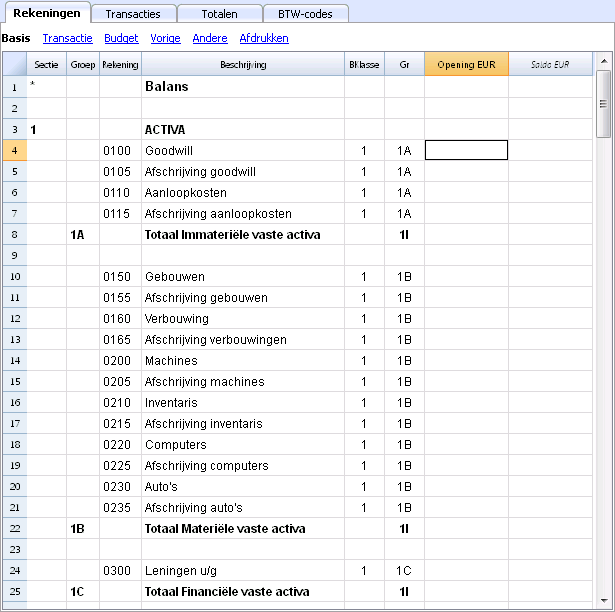 Rekeningen Transacties Totalen BTW-codes
Basis Transactie Budget Vorige Andere Afdrukken
Sectie Groep Rekening Beschrijving BKlasse Gr Opening EUR Saldo EUR
1 * Balans
2
3 1 ACTIVA
4 0100 Goodwill 1 1A
5 0105 Afschrijving goodwill 1 1A
6 0110 Aanloopkosten 1 1A
7 0115 Afschrijving aanloopkosten 1 1A
8 1A Totaal Immateriële vaste activa 1I
9
10 0150 Gebouwen 1 1B
11 0155 Afschrijving gebouwen 1 1B
12 0160 Verbouwing 1 1B
13 0165 Afschrijving verbouwingen 1 1B
14 0200 Machines 1 1B
15 0205 Afschrijving machines 1 1B
16 0210 Inventaris 1 1B
17 0215 Afschrijving inventaris 1 1B
18 0220 Computers 1 1B
19 0225 Afschrijving computers 1 1B
20 0230 Auto's 1 1B
21 0235 Afschrijving auto's 1 1B
22 1B Totaal Materiële vaste activa 1I
23
24 0300 Leningen u/g 1 1C
25 1C Totaal Financiële vaste activa 1I